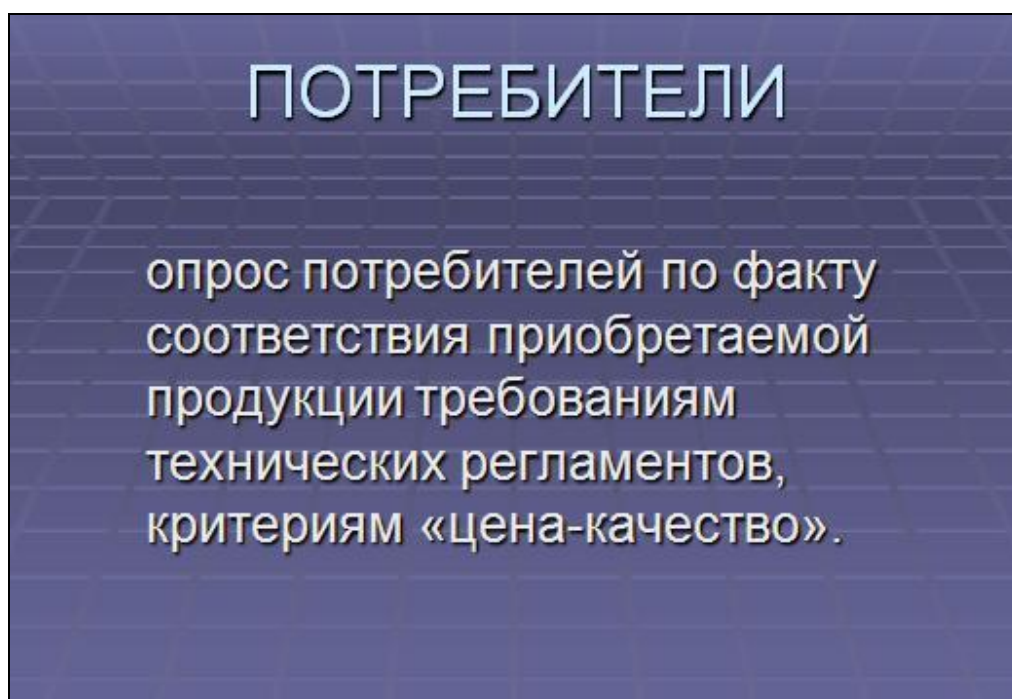 ПОТРЕБИТЕЛИ
опрос потребителей по факту
соответствия приобретаемой
продукции требованиям
технических регламентов,
критериям «цена-качество».